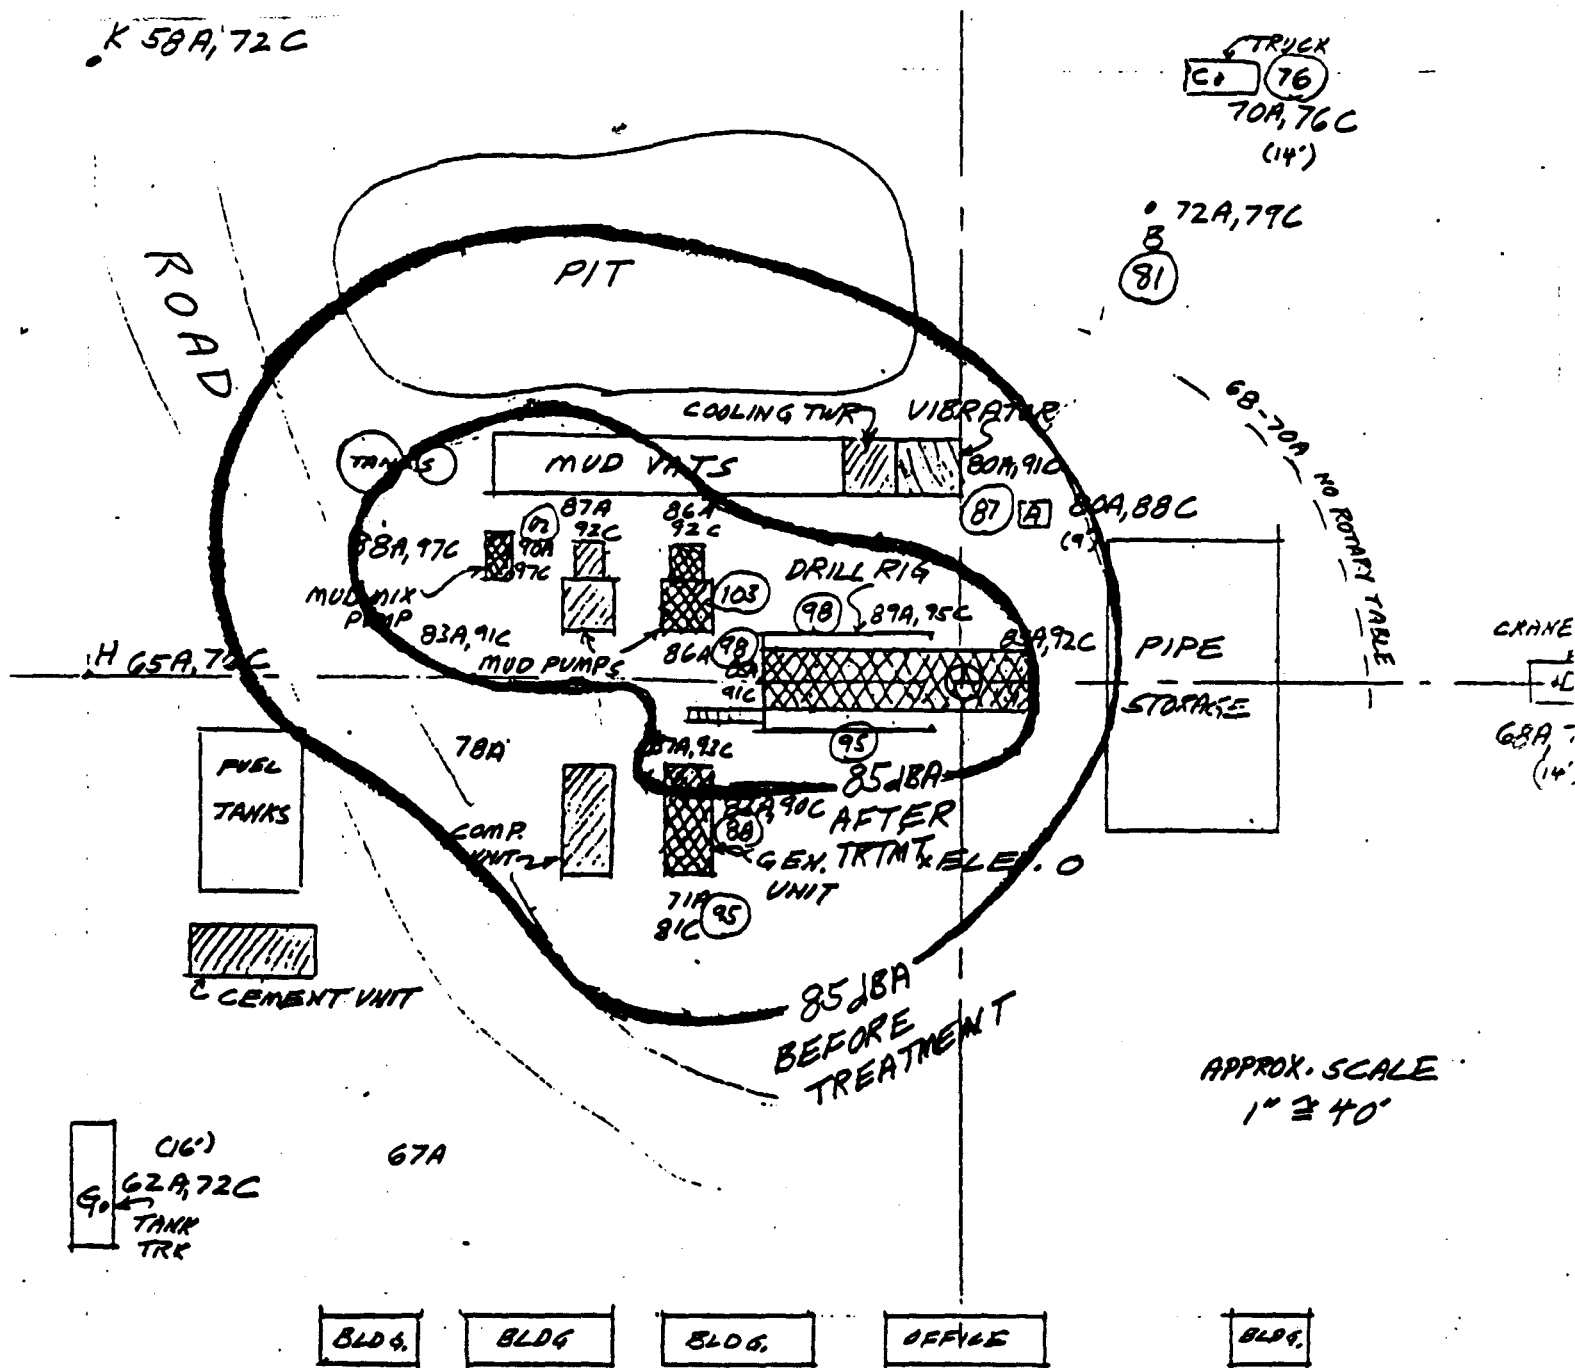 K 58A, 72C
TRUCK
C. 76
70A, 76C
(14')
72A, 79C
B
81
ROAD
PIT
68-70A NO ROTARY TABLE
COOLING TWR
VIBRATOR
TANKS
MUD VATS
80A, 91C
87 A
80A, 88C
(9')
87A
92C
86A
92C
88A, 97C
90A
97C
MUD MIX
PUMP
DRILL RIG
103
98
89A, 95C
83A, 91C
MUD PUMPS
86A
98
91C
92C
PIPE
STORAGE
CRANE
68A, 7
(14')
H 65A,
78A
87A, 93C
95
FUEL
TANKS
85dBA
AFTER
TRTMT.
90C
88
COMP.
UNIT
GEN.
UNIT
x ELEV. 0
71A
81C
95
CEMENT UNIT
85dBA
BEFORE
TREATMENT
APPROX. SCALE
1" ≅ 40'
(16')
67A
62A, 72C
G.
TANK
TRK
BLDG.
BLDG
BLDG.
OFFICE
BLDG.